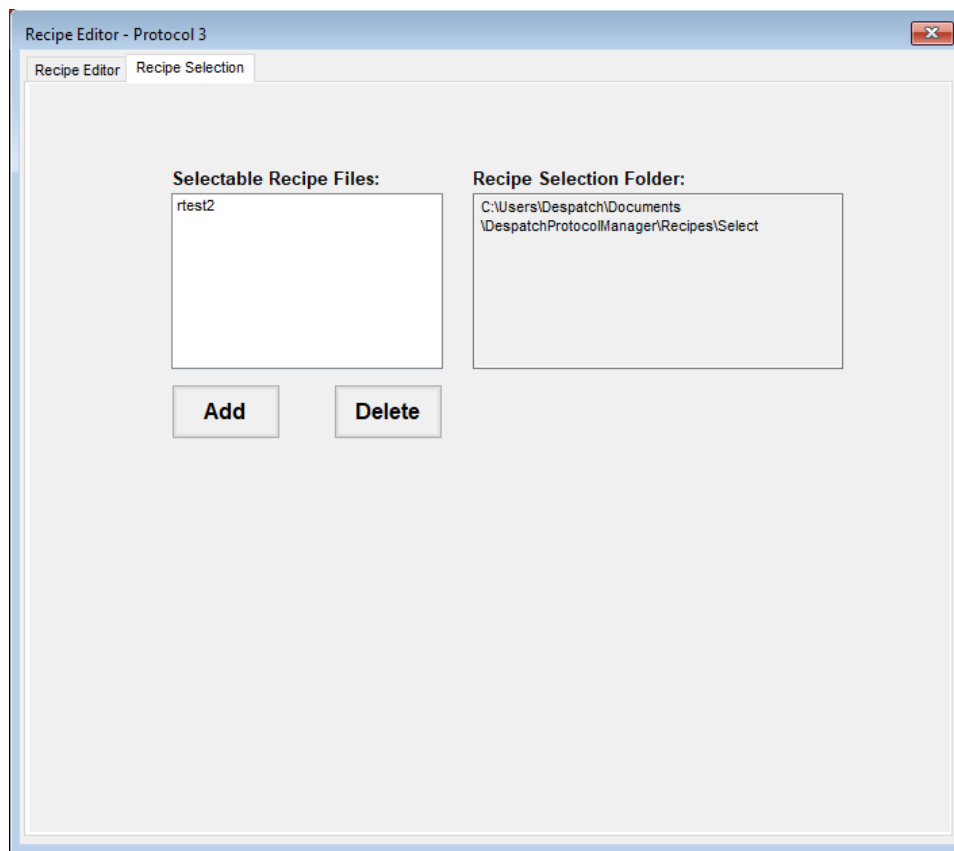 Recipe Editor - Protocol 3
Recipe Editor
Recipe Selection
Selectable Recipe Files:
Recipe Selection Folder:
rtest2
C:\Users\Despatch\Documents
\DespatchProtocolManager\Recipes\Select
Add
Delete